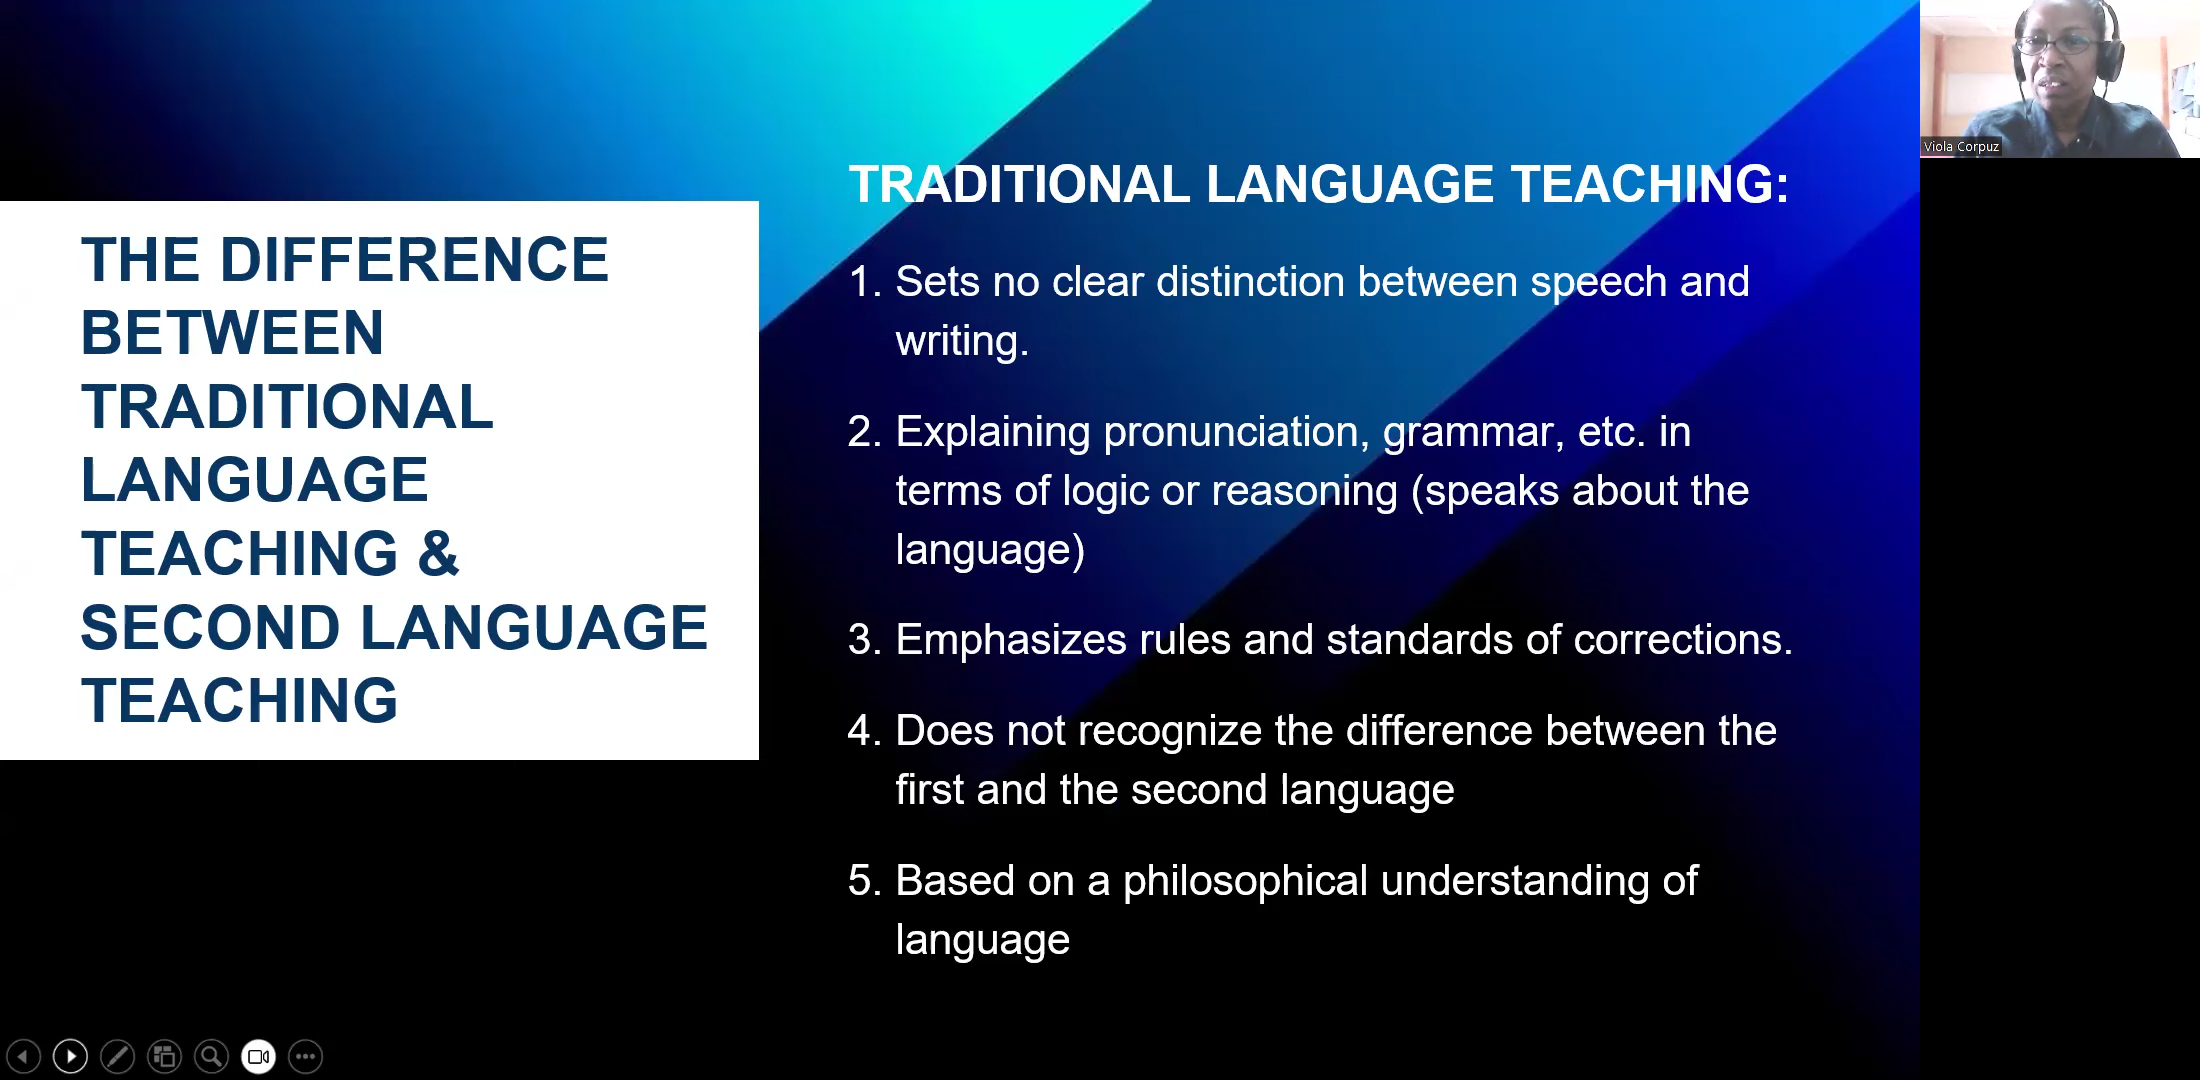 THE DIFFERENCE
BETWEEN
TRADITIONAL
LANGUAGE
TEACHING &
SECOND LANGUAGE
TEACHING
TRADITIONAL LANGUAGE TEACHING:
1. Sets no clear distinction between speech and
writing.
2. Explaining pronunciation, grammar, etc. in
terms of logic or reasoning (speaks about the
language)
3. Emphasizes rules and standards of corrections.
4. Does not recognize the difference between the
first and the second language
5. Based on a philosophical understanding of
language
Viola Corpuz